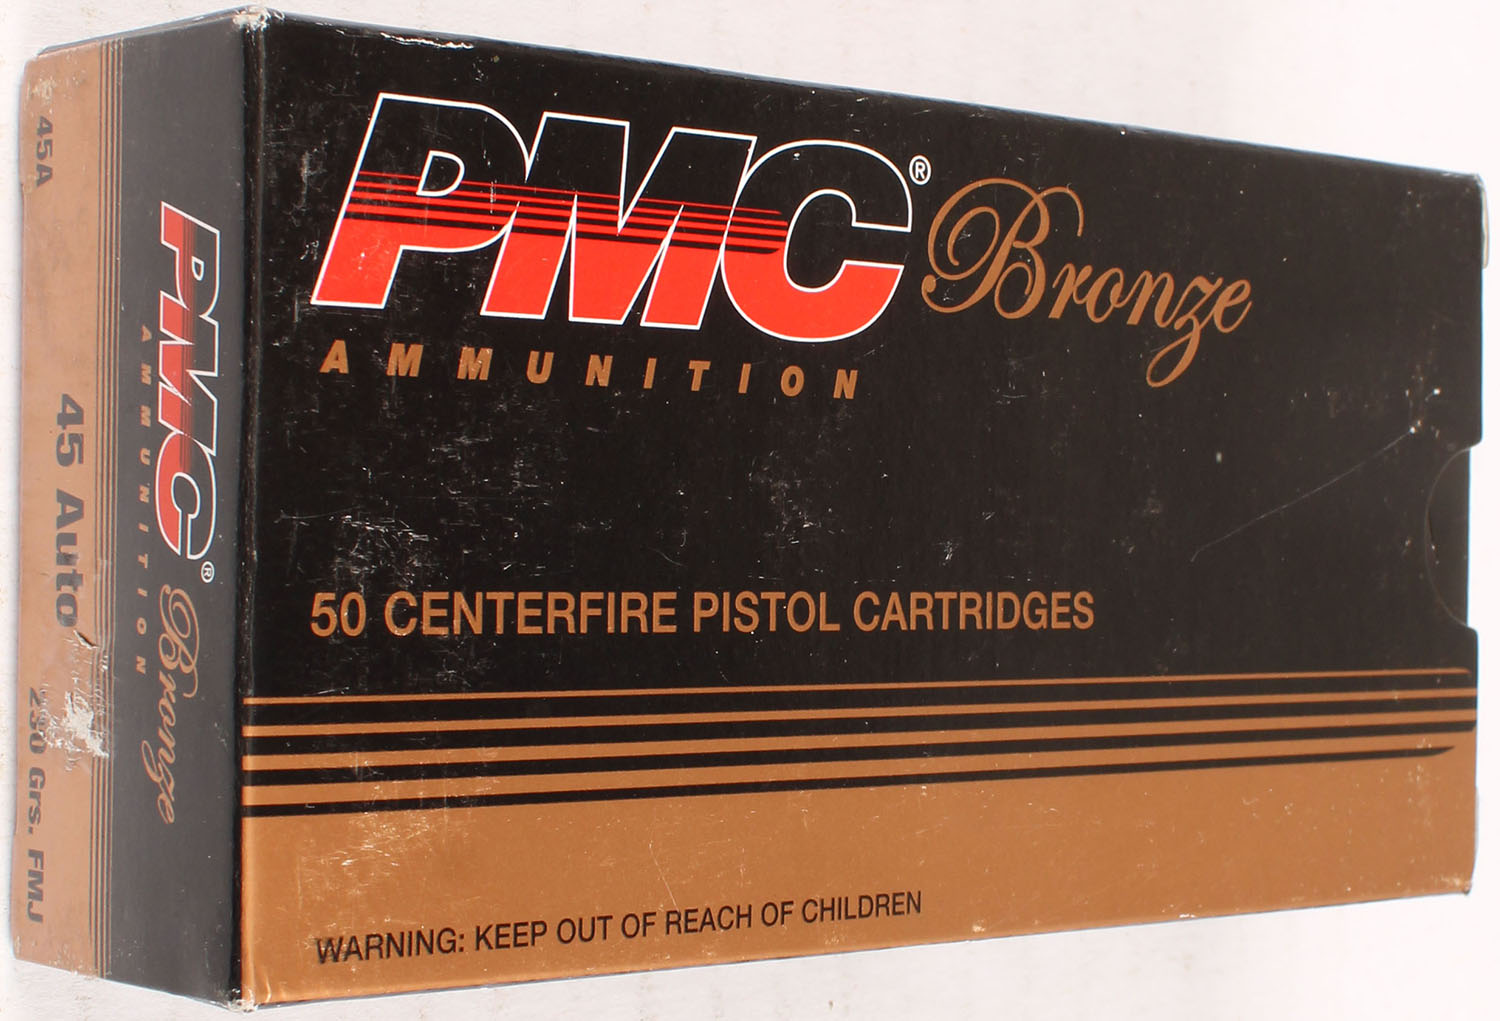 PMC® Bronze
AMMUNITION
50 CENTERFIRE PISTOL CARTRIDGES
WARNING: KEEP OUT OF REACH OF CHILDREN
PMC® Bronze
AMMUNITION
45A
45 Auto
230 Grs. FMJ